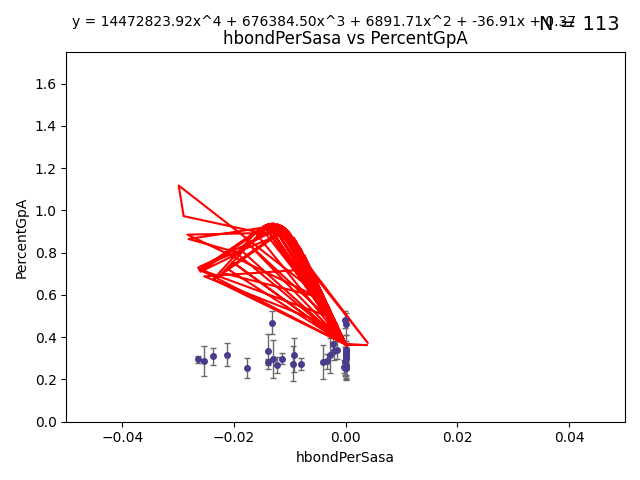 y = 14472823.92x^4 + 676384.50x^3 + 6891.71x^2 + -36.91x + 0.37
N = 113
hbondPerSasa vs PercentGpA
1.6
1.4
1.2
1.0
0.8
0.6
0.4
0.2
0.0
PercentGpA
−0.04 −0.02 0.00 0.02 0.04
hbondPerSasa